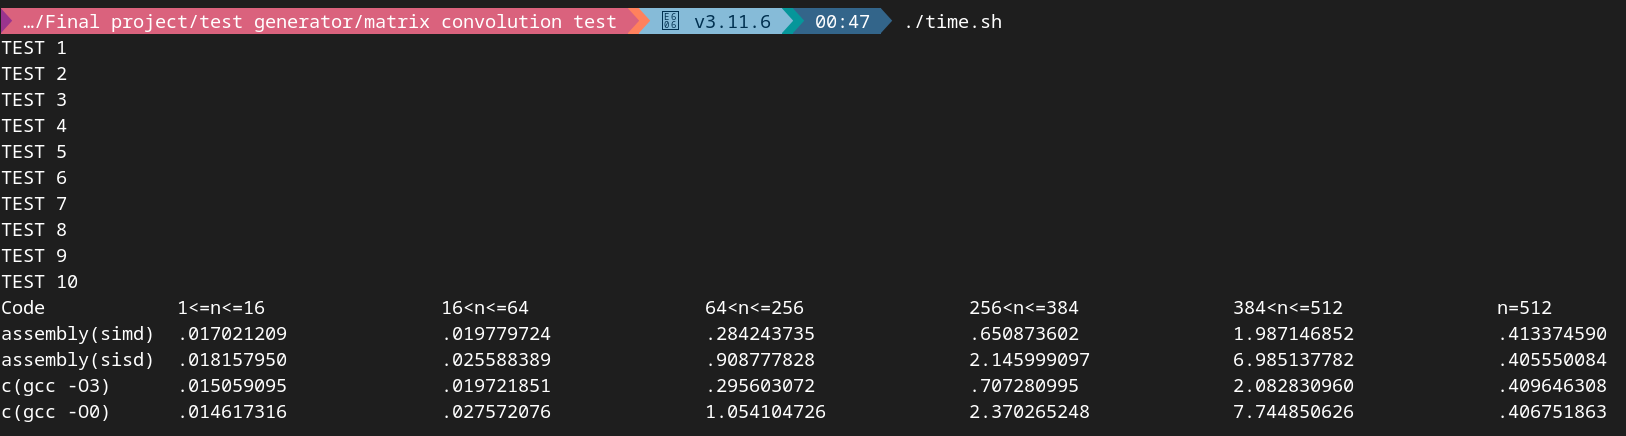 …/Final project/test generator/matrix convolution test v3.11.6 00:47 ./time.sh
TEST 1
TEST 2
TEST 3
TEST 4
TEST 5
TEST 6
TEST 7
TEST 8
TEST 9
TEST 10
Code 1<=n<=16 16<n<=64 64<n<=256 256<n<=384 384<n<=512 n=512
assembly(simd) .017021209 .019779724 .284243735 .650873602 1.987146852 .413374590
assembly(sisd) .018157950 .025588389 .908777828 2.145999097 6.985137782 .405550084
c(gcc -O3) .015059095 .019721851 .295603072 .707280995 2.082830960 .409646308
c(gcc -O0) .014617316 .027572076 1.054104726 2.370265248 7.744850626 .406751863